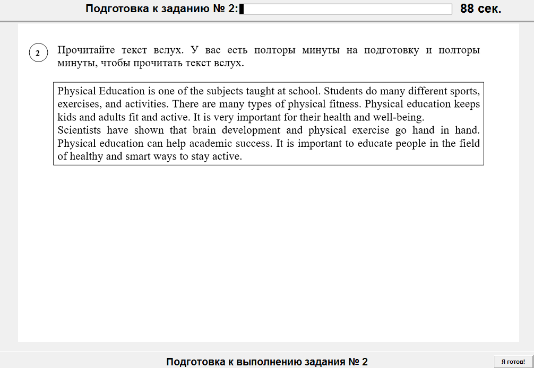 Подготовка к заданию № 2:
88 сек.
2
Прочитайте текст вслух. У вас есть полторы минуты на подготовку и полторы
минуты, чтобы прочитать текст вслух.
Physical Education is one of the subjects taught at school. Students do many different sports,
exercises, and activities. There are many types of physical fitness. Physical education keeps
kids and adults fit and active. It is very important for their health and well-being.
Scientists have shown that brain development and physical exercise go hand in hand.
Physical education can help academic success. It is important to educate people in the field
of healthy and smart ways to stay active.
Подготовка к выполнению задания № 2
Я готов!